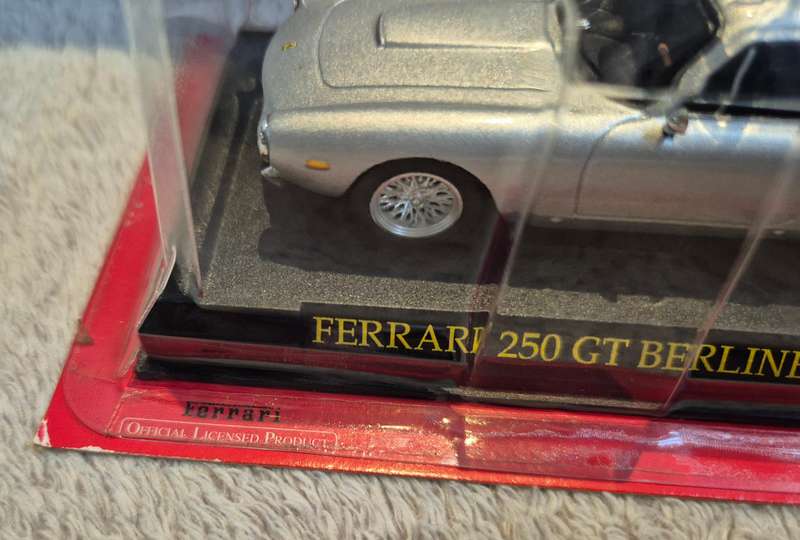 FERRARI 250 GT BERLINE
Ferrari
OFFICIAL LICENSED PRODUCT